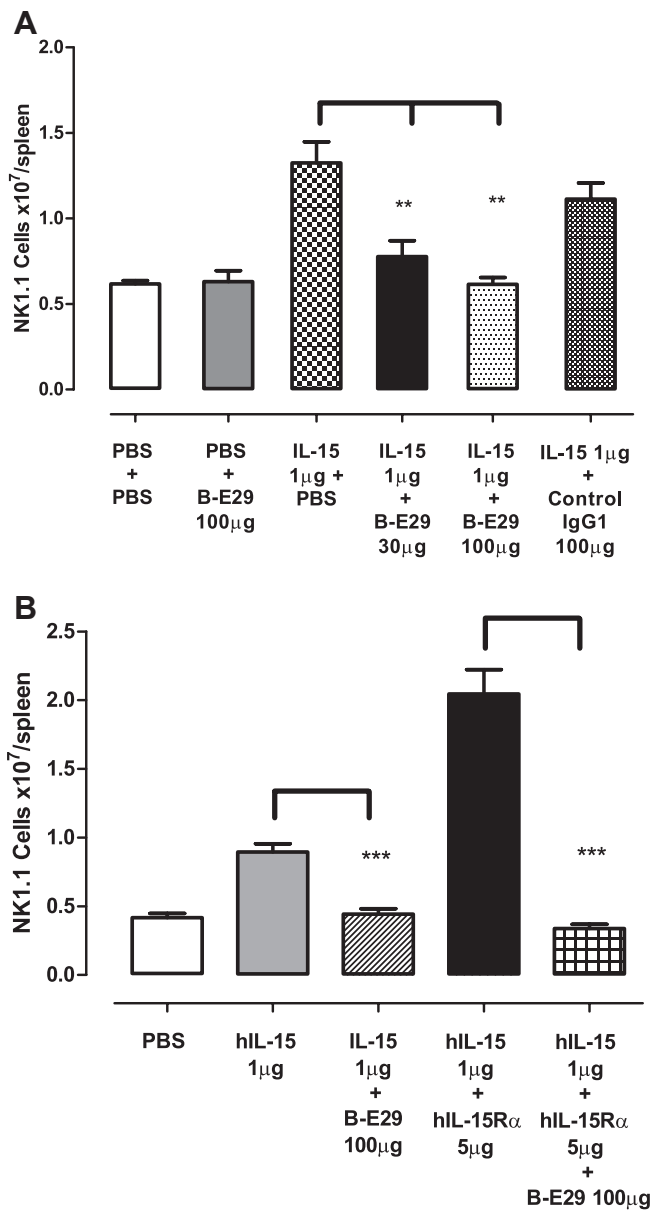 A
2.0
1.5
1.0
0.5
0.0
NK1.1 Cells x10⁷/spleen
** **
PBS
+
PBS
PBS
+
B-E29
100μg
IL-15
1μg +
PBS
IL-15
1μg
+
B-E29
30μg
IL-15
1μg
+
B-E29
100μg
IL-15 1μg
+
Control
IgG1
100μg
B
2.5
2.0
1.5
1.0
0.5
0.0
NK1.1 Cells x10⁷/spleen
*** ***
PBS
hIL-15
1μg
IL-15
1μg
+
B-E29
100μg
hIL-15
1μg
+
hIL-15Rα
5μg
hIL-15
1μg
+
hIL-15Rα
5μg
+
B-E29 100μg